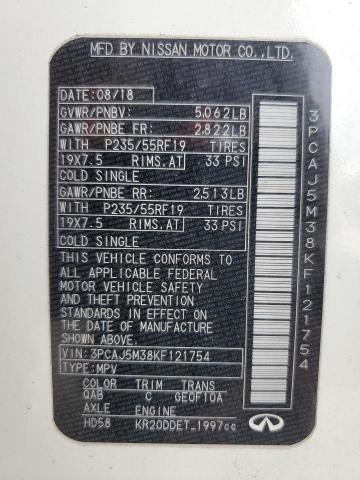 MFD BY NISSAN MOTOR CO.,LTD.
DATE: 08/18
GVWR/PNBV: 5,062LB
GAWR/PNBE FR: 2,822LB
WITH P235/55RF19 TIRES
19X7.5 RIMS.AT 33 PSI
COLD SINGLE
GAWR/PNBE RR: 2,513LB
WITH P235/55RF19 TIRES
19X7.5 RIMS.AT 33 PSI
COLD SINGLE
THIS VEHICLE CONFORMS TO
ALL APPLICABLE FEDERAL
MOTOR VEHICLE SAFETY
AND THEFT PREVENTION
STANDARDS IN EFFECT ON
THE DATE OF MANUFACTURE
SHOWN ABOVE.
VIN: 3PCAJ5M38KF121754
TYPE: MPV
COLOR TRIM TRANS
QAB C GE0F10A
AXLE ENGINE
HD58 KR20DDET_1997cc
3PCAJ5M38KF121754
INFINITI